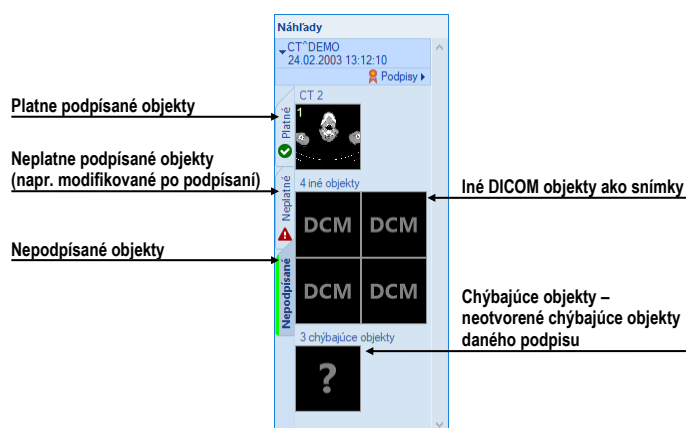 Náhľady
CT^DEMO
24.02.2003 13:12:10
Podpisy
Platne podpísané objekty
Neplatne podpísané objekty
(napr. modifikované po podpísaní)
Nepodpísané objekty
Platné
Neplatné
Nepodpísané
CT 2
1
4 iné objekty
DCM DCM
DCM DCM
3 chýbajúce objekty
?
Iné DICOM objekty ako snímky
Chýbajúce objekty –
neotvorené chýbajúce objekty
daného podpisu